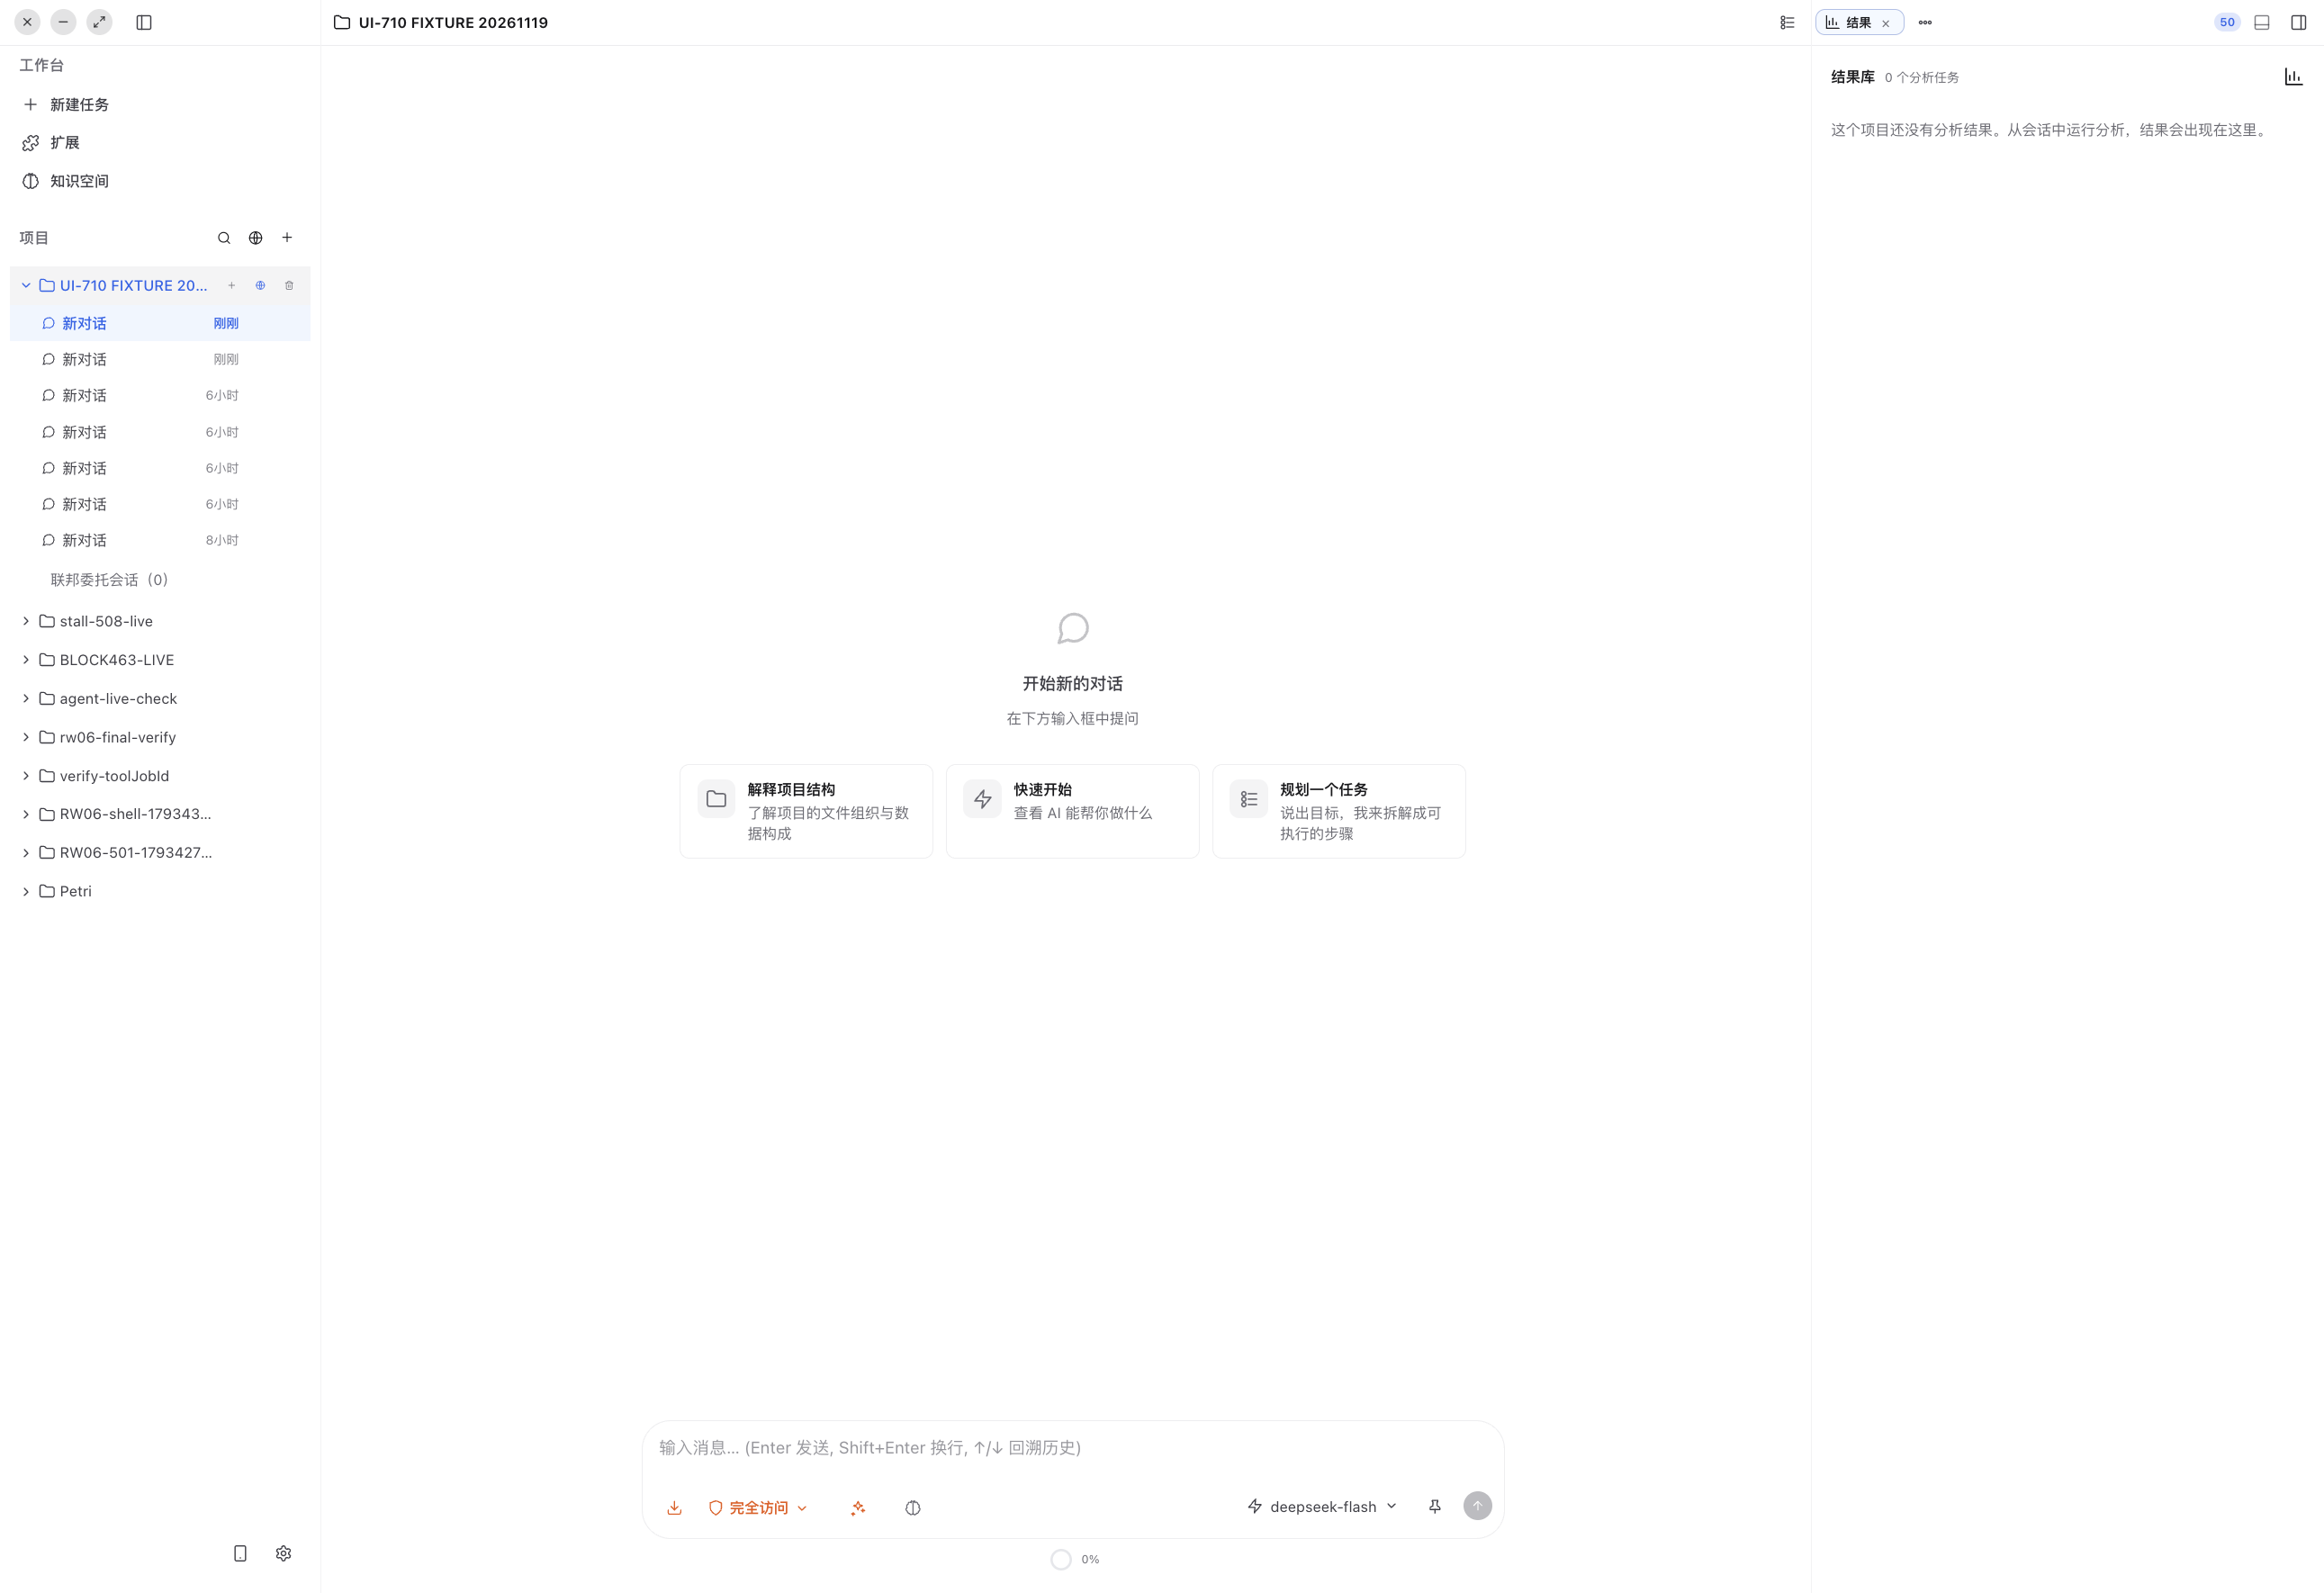 UI-710 FIXTURE 20261119
结果
50
工作台
新建任务
扩展
知识空间
项目
UI-710 FIXTURE 20...
新对话 刚刚
新对话 刚刚
新对话 6小时
新对话 6小时
新对话 6小时
新对话 6小时
新对话 8小时
联邦委托会话（0）
stall-508-live
BLOCK463-LIVE
agent-live-check
rw06-final-verify
verify-toolJobId
RW06-shell-179343...
RW06-501-1793427...
Petri
开始新的对话
在下方输入框中提问
解释项目结构
了解项目的文件组织与数
据构成
快速开始
查看 AI 能帮你做什么
规划一个任务
说出目标，我来拆解成可
执行的步骤
输入消息... (Enter 发送, Shift+Enter 换行, ↑/↓ 回溯历史)
完全访问
deepseek-flash
0%
结果库 0 个分析任务
这个项目还没有分析结果。从会话中运行分析，结果会出现在这里。